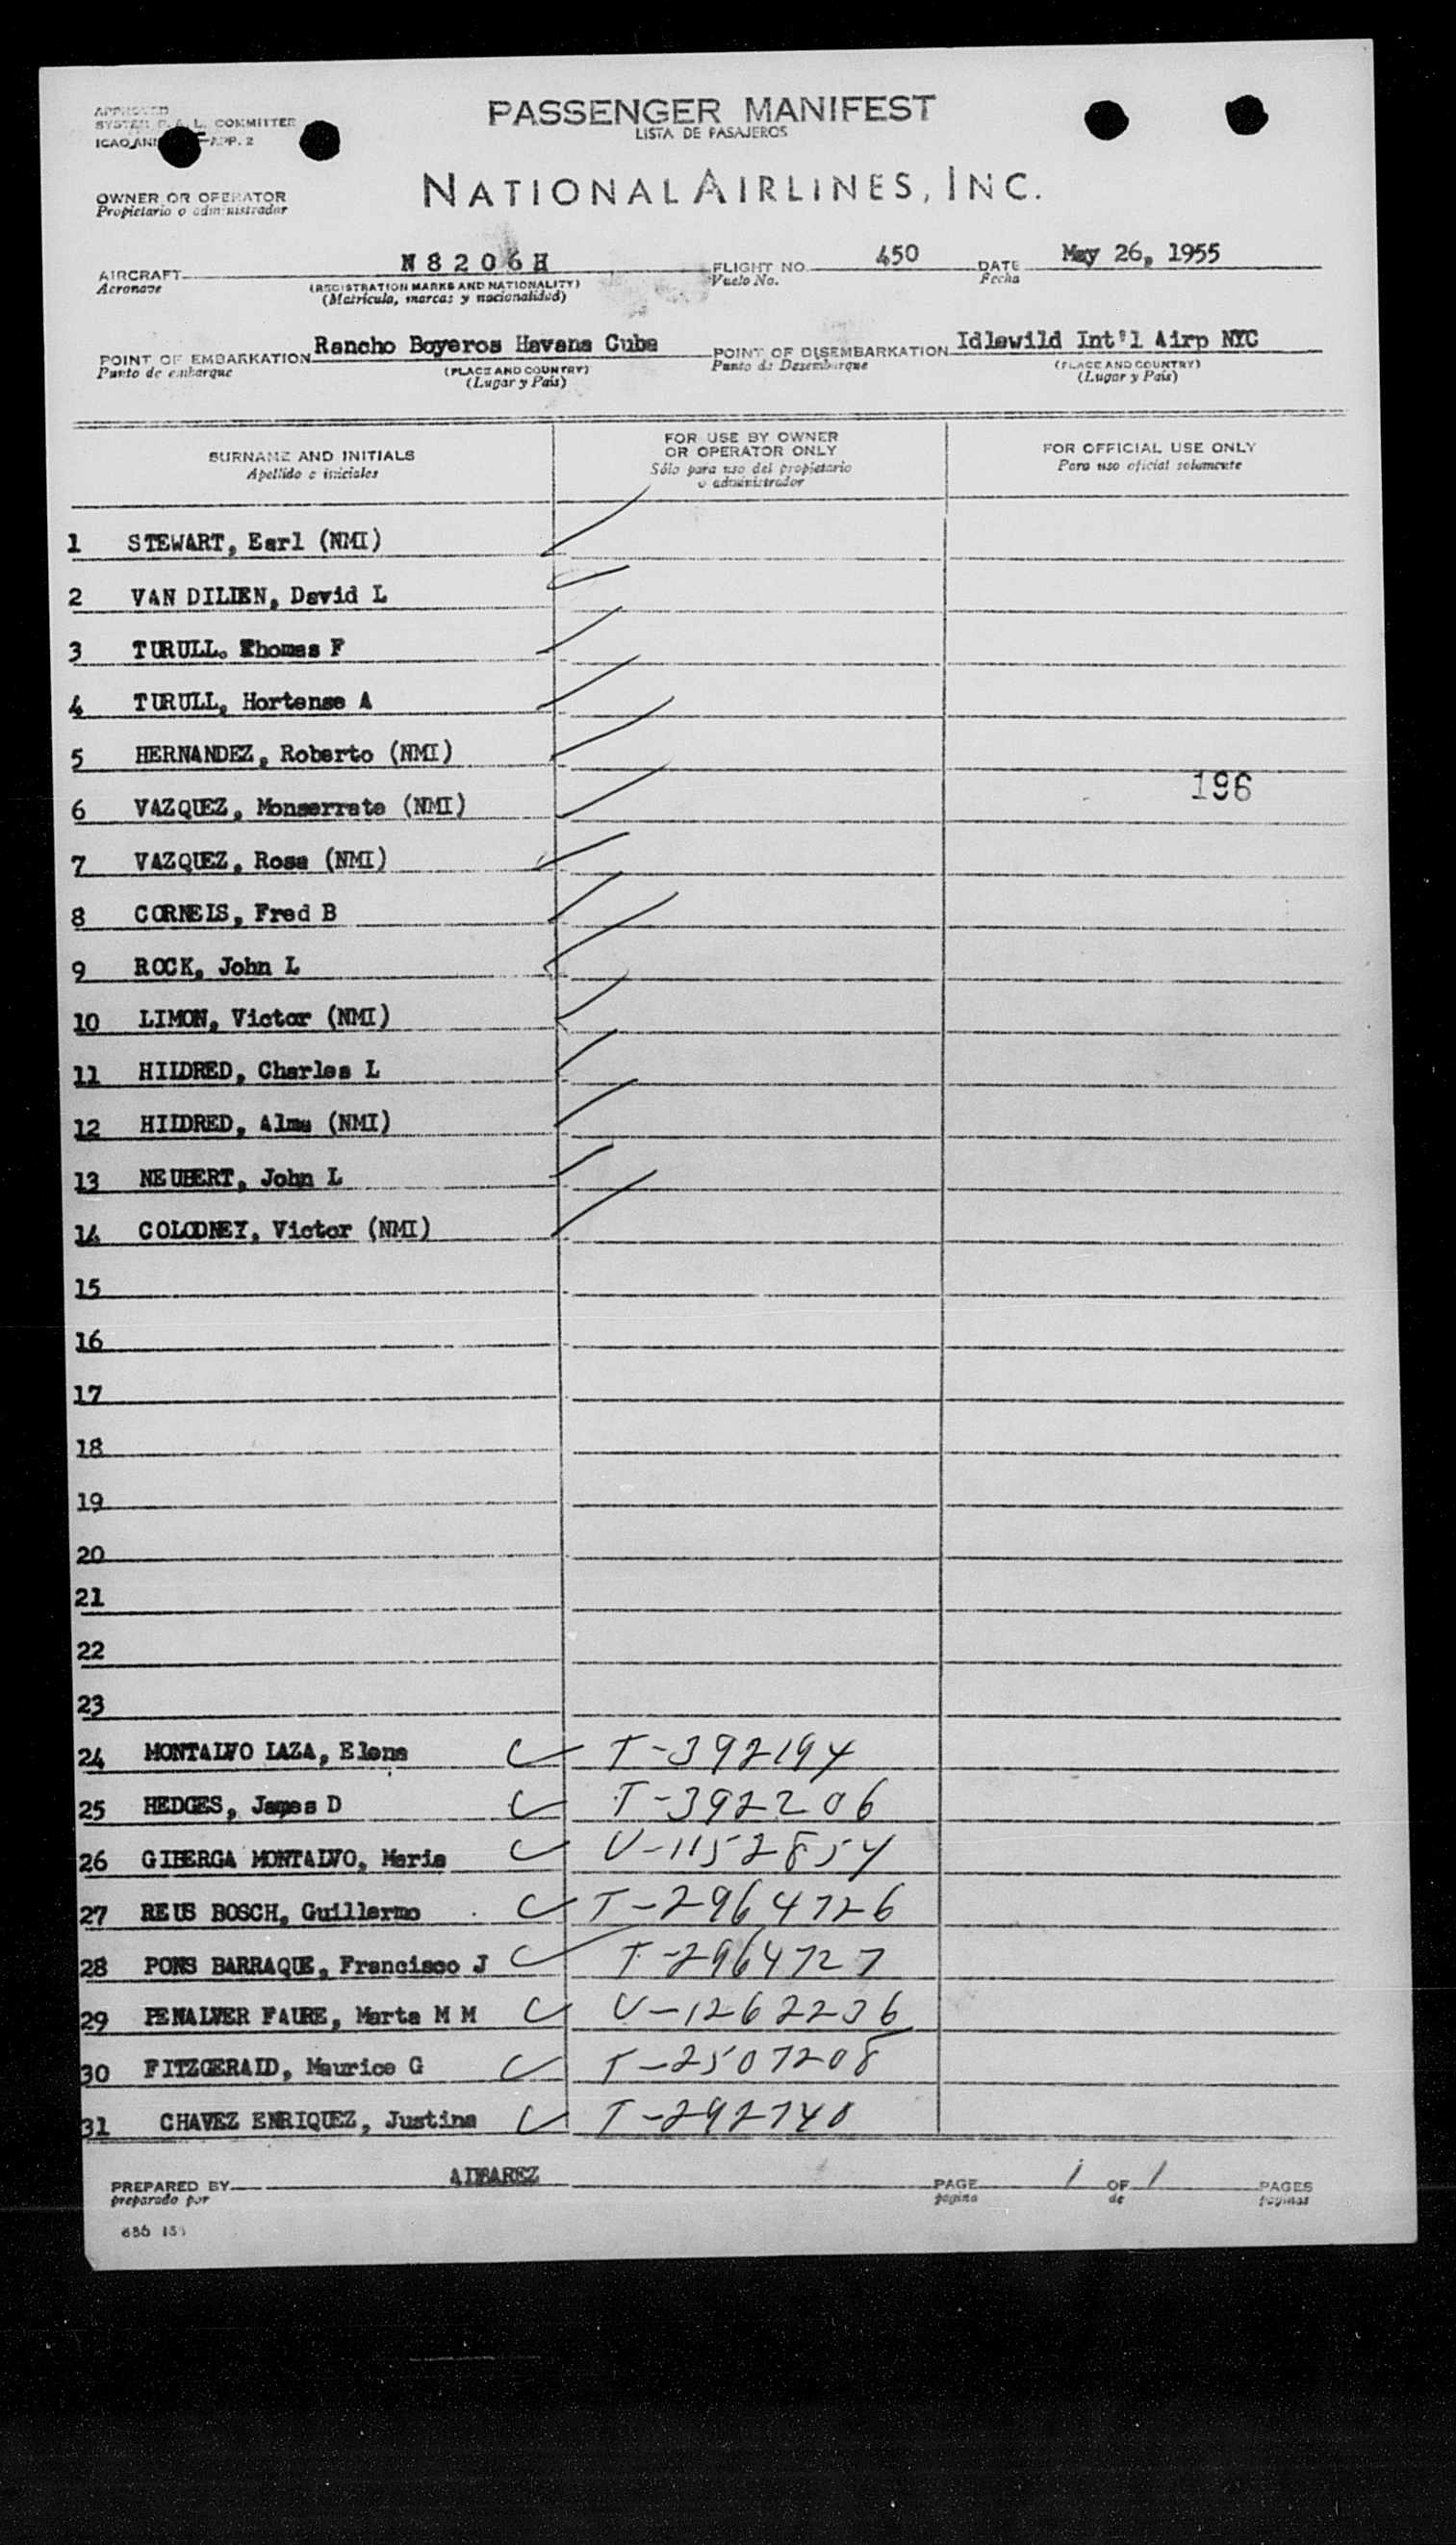 APPROVED
SYSTEM F. A. L. COMMITTEE
ICAO APP. 2
PASSENGER MANIFEST
LISTA DE PASAJEROS
NATIONAL AIRLINES, INC.
OWNER OR OPERATOR
Propietario o administrador
AIRCRAFT N8206H FLIGHT NO. 450 DATE May 26, 1955
Aeronave (REGISTRATION MARKS AND NATIONALITY) Vuelo No. Fecha
(Matrícula, marcas y nacionalidad)
POINT OF EMBARKATION Rancho Boyeros Havana Cuba POINT OF DISEMBARKATION Idlewild Int'l Airp NYC
Punto de embarque (PLACE AND COUNTRY) Punto de Desembarque (PLACE AND COUNTRY)
(Lugar y País) (Lugar y País)
SURNAME AND INITIALS
Apellido e iniciales
FOR USE BY OWNER
OR OPERATOR ONLY
Sólo para uso del propietario
o administrador
FOR OFFICIAL USE ONLY
Para uso oficial solamente
1 STEWART, Earl (NMI)
2 VAN DILIEN, David L
3 TURULL. Thomas F
4 TURULL, Hortense A
5 HERNANDEZ, Roberto (NMI)
6 VAZQUEZ, Monserrate (NMI) 196
7 VAZQUEZ, Rosa (NMI)
8 CORNEIS, Fred B
9 ROCK, John L
10 LIMON, Victor (NMI)
11 HILDRED, Charles L
12 HILDRED, Alma (NMI)
13 NEUBERT, John L
14 COLODNEY, Victor (NMI)
15
16
17
18
19
20
21
22
23
24 MONTALVO LAZA, Elena T-392194
25 HEDGES, James D T-392206
26 GIBERGA MONTALVO, Maria V-1152854
27 REUS BOSCH, Guillermo T-2964726
28 PONS BARRAQUE, Francisco J T-2964727
29 PENALVER FAURE, Marta M M V-1262236
30 FITZGERALD, Maurice G T-2507208
31 CHAVEZ ENRIQUEZ, Justina T-292740
PREPARED BY ALVAREZ PAGE 1 OF 1 PAGES
preparado por página de páginas